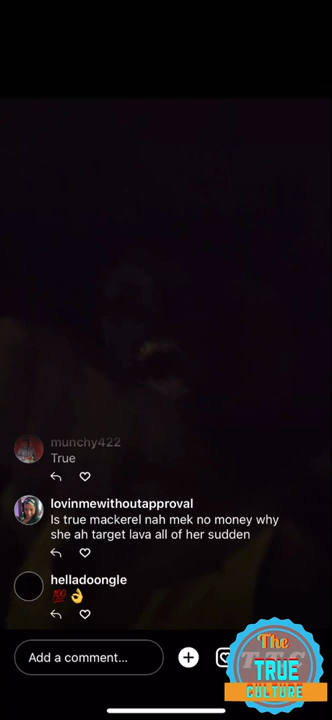 munchy422
True
lovinmewithoutapproval
Is true mackerel nah mek no money why
she ah target lava all of her sudden
helladoongle
💯👌
Add a comment...
The
TRUE
CULTURE